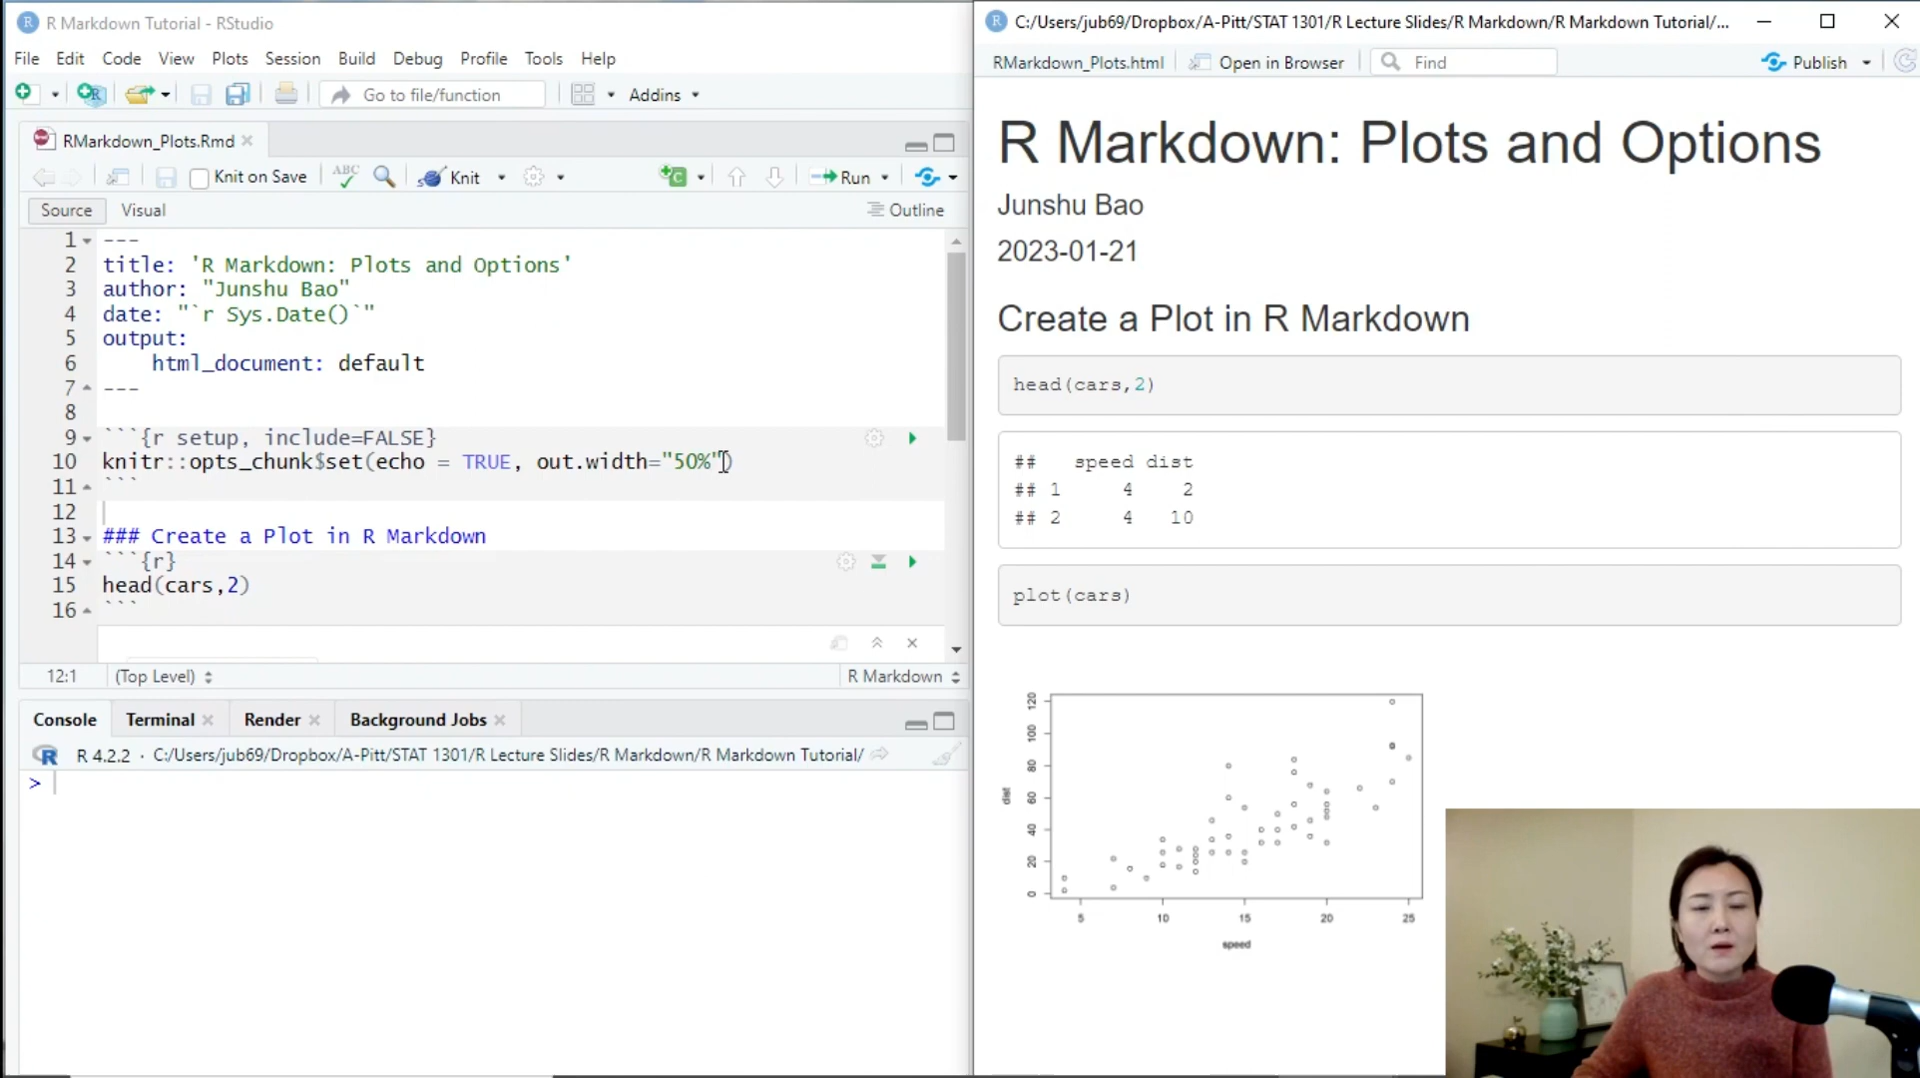 R Markdown Tutorial - RStudio
File Edit Code View Plots Session Build Debug Profile Tools Help
Go to file/function Addins
RMarkdown_Plots.Rmd
Knit on Save ABC Knit Run
Source Visual Outline
1 ---
2 title: 'R Markdown: Plots and Options'
3 author: "Junshu Bao"
4 date: "`r Sys.Date()`"
5 output:
6 html_document: default
7 ---
8
9 ```{r setup, include=FALSE}
10 knitr::opts_chunk$set(echo = TRUE, out.width="50%")
11 ```
12
13 ### Create a Plot in R Markdown
14 ```{r}
15 head(cars,2)
16 ```
12:1 (Top Level) R Markdown
Console Terminal Render Background Jobs
R 4.2.2 · C:/Users/jub69/Dropbox/A-Pitt/STAT 1301/R Lecture Slides/R Markdown/R Markdown Tutorial/
>
C:/Users/jub69/Dropbox/A-Pitt/STAT 1301/R Lecture Slides/R Markdown/R Markdown Tutorial/...
RMarkdown_Plots.html Open in Browser Find Publish
R Markdown: Plots and Options
Junshu Bao
2023-01-21
Create a Plot in R Markdown
head(cars,2)
## speed dist
## 1 4 2
## 2 4 10
plot(cars)
120
100
80
60
40
20
0
dist
5 10 15 20 25
speed